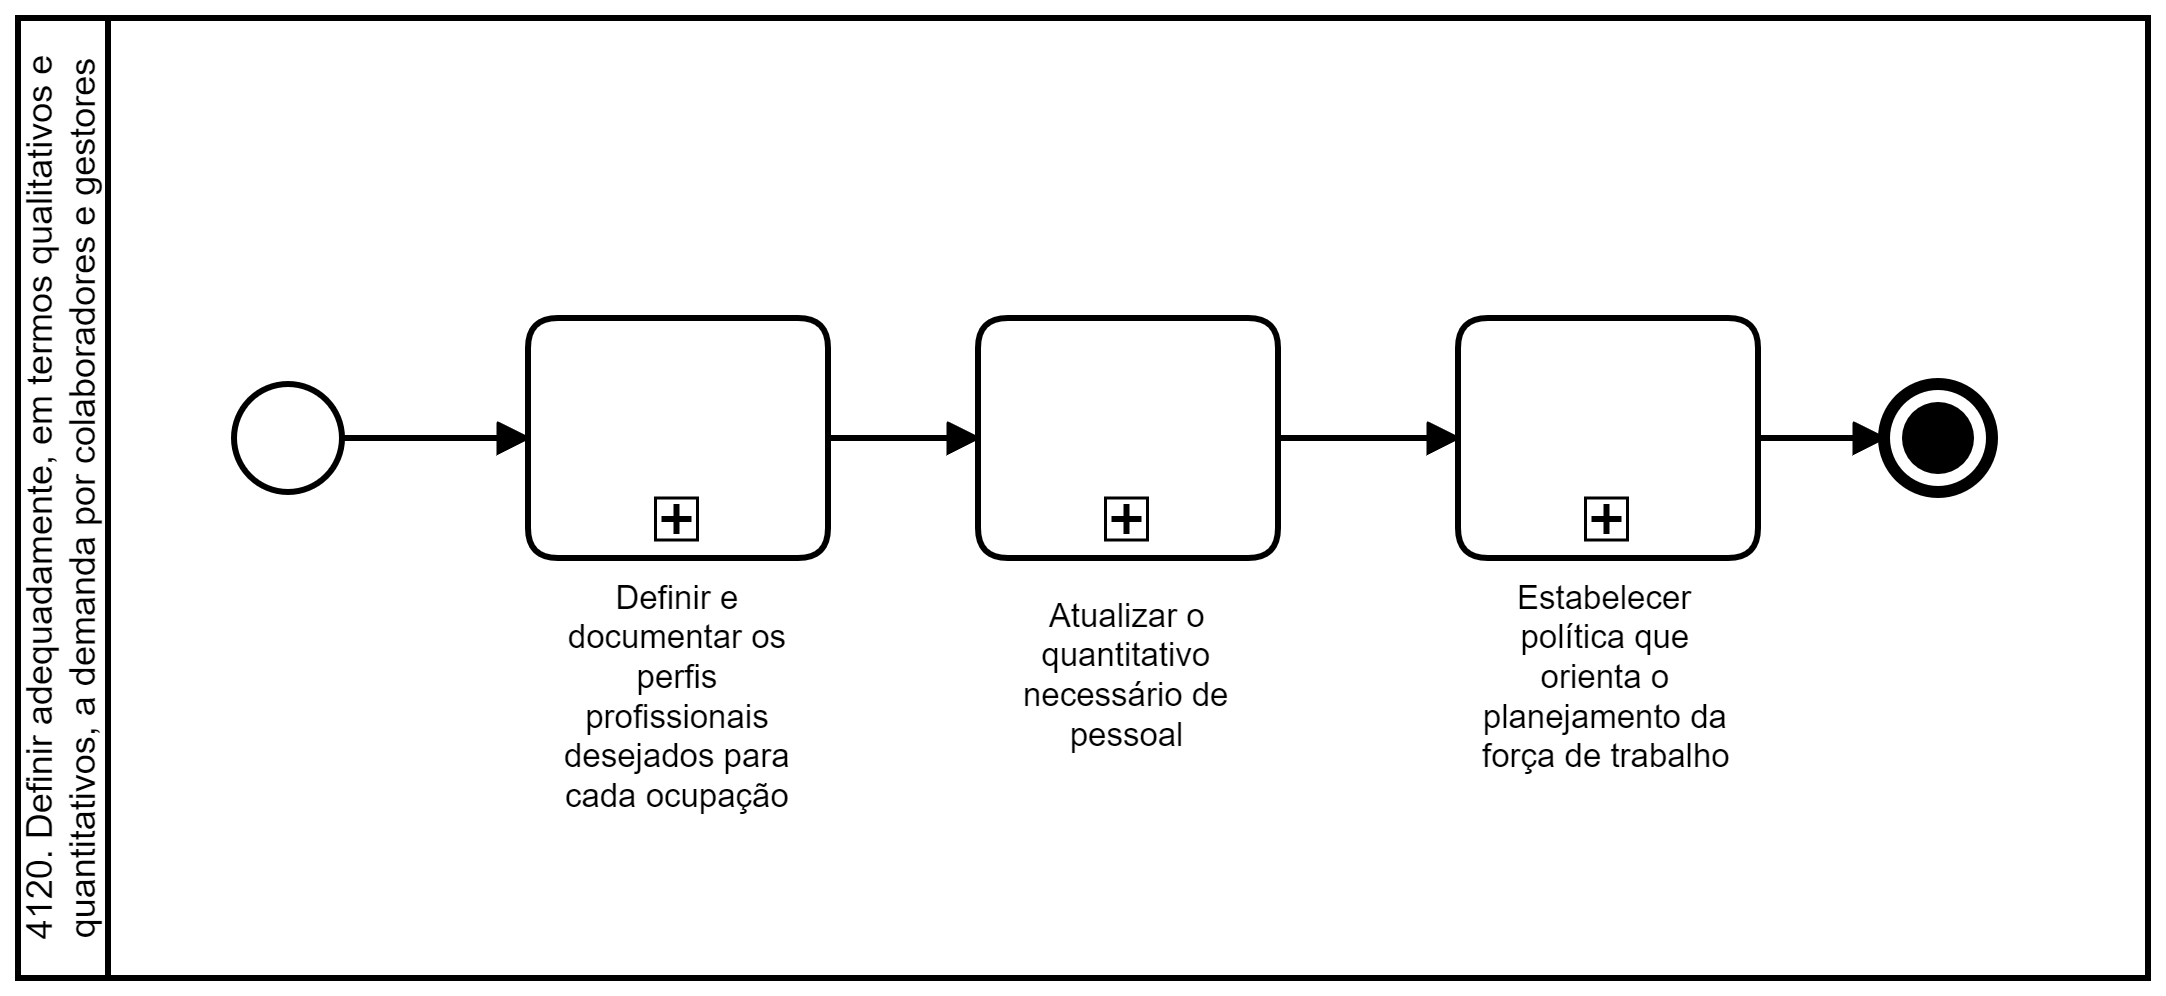 4120. Definir adequadamente, em termos qualitativos e
quantitativos, a demanda por colaboradores e gestores
Definir e
documentar os
perfis
profissionais
desejados para
cada ocupação
Atualizar o
quantitativo
necessário de
pessoal
Estabelecer
política que
orienta o
planejamento da
força de trabalho